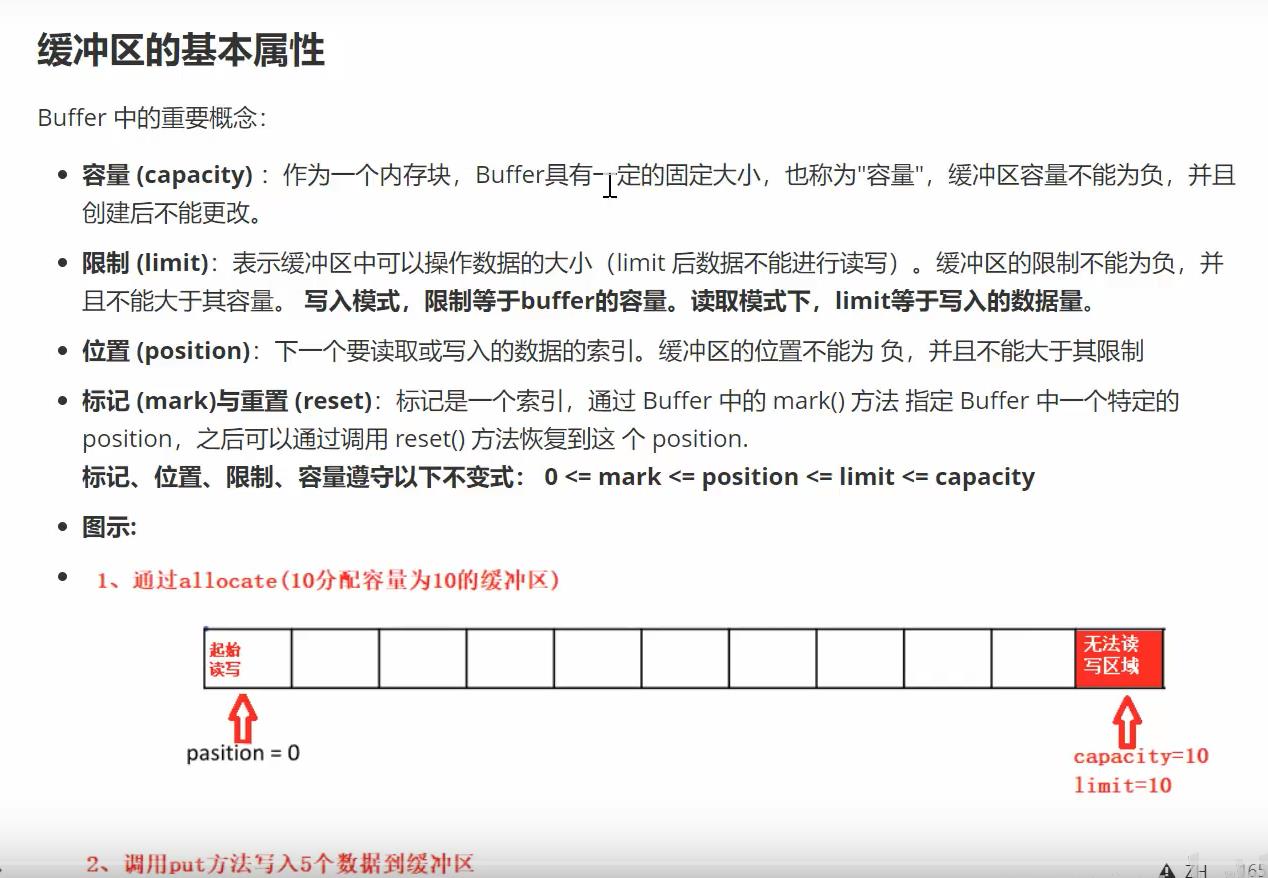 缓冲区的基本属性
Buffer 中的重要概念：
• 容量 (capacity) ：作为一个内存块，Buffer具有一定的固定大小，也称为"容量"，缓冲区容量不能为负，并且
创建后不能更改。
• 限制 (limit)：表示缓冲区中可以操作数据的大小（limit 后数据不能进行读写）。缓冲区的限制不能为负，并
且不能大于其容量。 写入模式，限制等于buffer的容量。读取模式下，limit等于写入的数据量。
• 位置 (position)：下一个要读取或写入的数据的索引。缓冲区的位置不能为 负，并且不能大于其限制
• 标记 (mark)与重置 (reset)：标记是一个索引，通过 Buffer 中的 mark() 方法 指定 Buffer 中一个特定的
position，之后可以通过调用 reset() 方法恢复到这 个 position.
标记、位置、限制、容量遵守以下不变式： 0 <= mark <= position <= limit <= capacity
• 图示:
• 1、通过allocate(10分配容量为10的缓冲区)
起始
读写
无法读
写区域
pasition = 0
capacity=10
limit=10
2、调用put方法写入5个数据到缓冲区
ZH